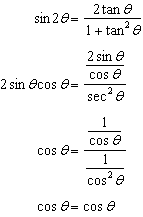 sin 2θ = 2 tan θ / 1 + tan² θ
2 sin θ cos θ = 2 sin θ / cos θ / sec² θ
cos θ = 1 / cos θ / 1 / cos² θ
cos θ = cos θ